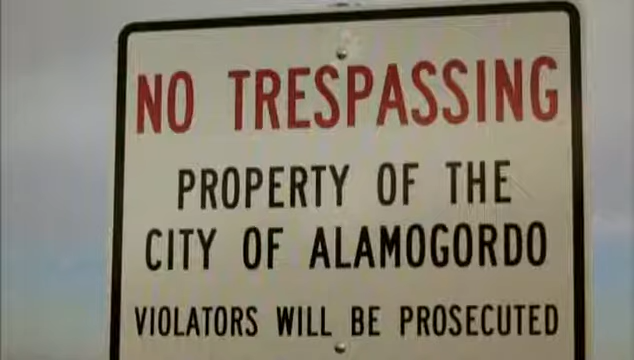 NO TRESPASSING
PROPERTY OF THE
CITY OF ALAMOGORDO
VIOLATORS WILL BE PROSECUTED